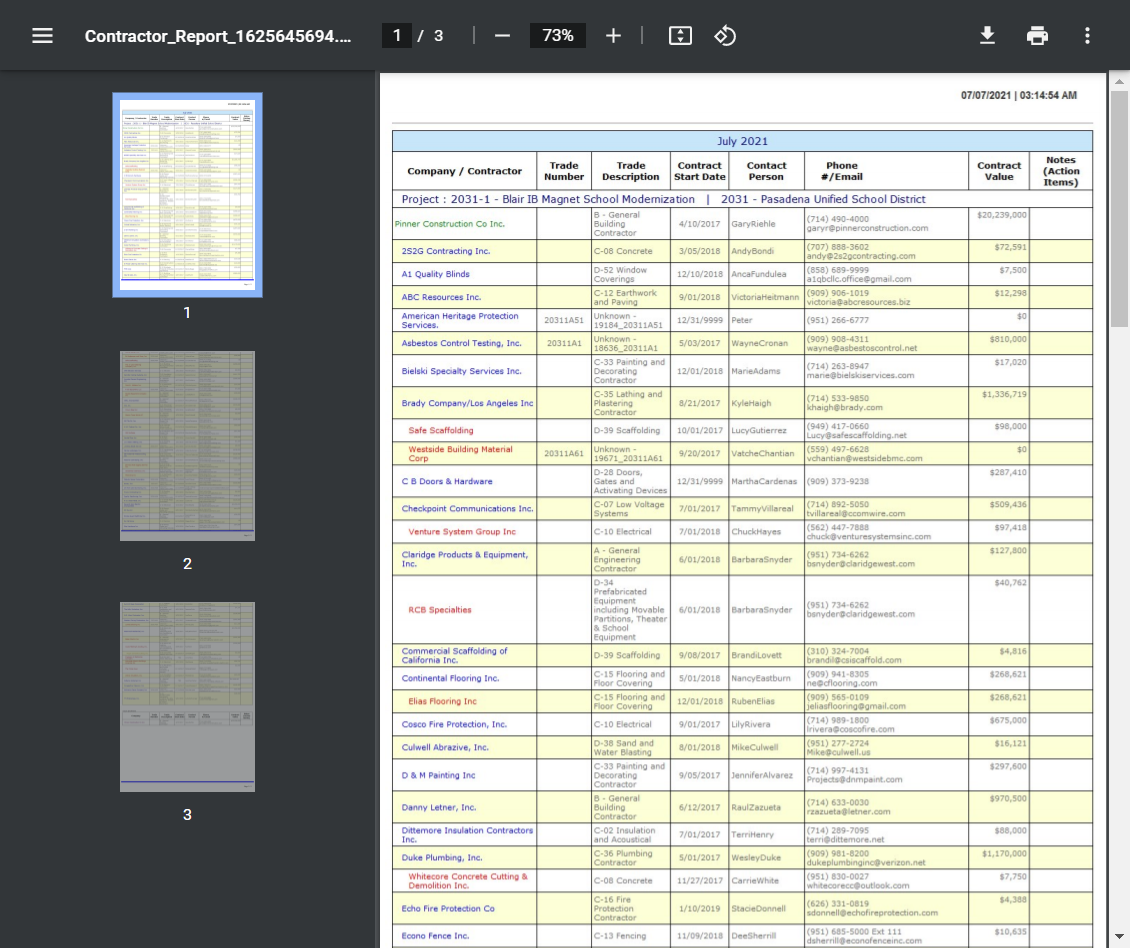 Contractor_Report_1625645694.... 1 / 3 73%
07/07/2021 | 03:14:54 AM
July 2021
Company / Contractor Trade Number Trade Description Contract Start Date Contact Person Phone #/Email Contract Value Notes (Action Items)
Project : 2031-1 - Blair IB Magnet School Modernization | 2031 - Pasadena Unified School District
Pinner Construction Co Inc. B - General Building Contractor 4/10/2017 GaryRiehle (714) 490-4000 garyr@pinnerconstruction.com $20,239,000
2S2G Contracting Inc. C-08 Concrete 3/05/2018 AndyBondi (707) 888-3602 andy@2s2gcontracting.com $72,591
A1 Quality Blinds D-52 Window Coverings 12/10/2018 AncaFundulea (858) 689-9999 a1qbcllc.office@gmail.com $7,500
ABC Resources Inc. C-12 Earthwork and Paving 9/01/2018 VictoriaHeitmann (909) 906-1019 victoria@abcresources.biz $12,298
American Heritage Protection Services. 20311A51 Unknown - 19184_20311A51 12/31/9999 Peter (951) 266-6777 $0
Asbestos Control Testing, Inc. 20311A1 Unknown - 18636_20311A1 5/03/2017 WayneCronan (909) 908-4311 wayne@asbestoscontrol.net $810,000
Bielski Specialty Services Inc. C-33 Painting and Decorating Contractor 12/01/2018 MarieAdams (714) 263-8947 marie@bielskiservices.com $17,020
Brady Company/Los Angeles Inc C-35 Lathing and Plastering Contractor 8/21/2017 KyleHaigh (714) 533-9850 khaigh@brady.com $1,336,719
Safe Scaffolding D-39 Scaffolding 10/01/2017 LucyGutierrez (949) 417-0660 Lucy@safescaffolding.net $98,000
Westside Building Material Corp 20311A61 Unknown - 19671_20311A61 9/20/2017 VatcheChantian (559) 497-6628 vchantian@westsidebmc.com $0
C B Doors & Hardware D-28 Doors, Gates and Activating Devices 12/31/9999 MarthaCardenas (909) 373-9238 $287,410
Checkpoint Communications Inc. C-07 Low Voltage Systems 7/01/2017 TammyVillareal (714) 892-5050 tvillareal@ccomwire.com $509,436
Venture System Group Inc C-10 Electrical 7/01/2018 ChuckHayes (562) 447-7888 chuck@venturesystemsinc.com $97,418
Claridge Products & Equipment, Inc. A - General Engineering Contractor 6/01/2018 BarbaraSnyder (951) 734-6262 bsnyder@claridgewest.com $127,800
RCB Specialties D-34 Prefabricated Equipment including Movable Partitions, Theater & School Equipment 6/01/2018 BarbaraSnyder (951) 734-6262 bsnyder@claridgewest.com $40,762
Commercial Scaffolding of California Inc. D-39 Scaffolding 9/08/2017 BrandiLovett (310) 324-7004 brandil@csiscaffold.com $4,816
Continental Flooring Inc. C-15 Flooring and Floor Covering 5/01/2018 NancyEastburn (909) 941-8305 ne@cflooring.com $268,621
Elias Flooring Inc C-15 Flooring and Floor Covering 12/01/2018 RubenElias (909) 565-0109 jeliasflooring@gmail.com $268,621
Cosco Fire Protection, Inc. C-10 Electrical 9/01/2017 LilyRivera (714) 989-1800 lrivera@coscofire.com $675,000
Culwell Abrazive, Inc. D-38 Sand and Water Blasting 8/01/2018 MikeCulwell (951) 277-2724 Mike@culwell.us $16,121
D & M Painting Inc C-33 Painting and Decorating Contractor 9/05/2017 JenniferAlvarez (714) 997-4131 Projects@dnmpaint.com $297,600
Danny Letner, Inc. B - General Building Contractor 6/12/2017 RaulZazueta (714) 633-0030 rzazueta@letner.com $970,500
Dittemore Insulation Contractors Inc. C-02 Insulation and Acoustical 7/01/2017 TerriHenry (714) 289-7095 terri@dittemore.net $88,000
Duke Plumbing, Inc. C-36 Plumbing Contractor 5/01/2017 WesleyDuke (909) 981-8200 dukeplumbinginc@verizon.net $1,170,000
Whitecore Concrete Cutting & Demolition Inc. C-08 Concrete 11/27/2017 CarrieWhite (951) 830-0027 whitecorecc@outlook.com $7,750
Echo Fire Protection Co C-16 Fire Protection Contractor 1/10/2019 StacieDonnell (626) 331-0819 sdonnell@echofireprotection.com $4,388
Econo Fence Inc. C-13 Fencing 11/09/2018 DeeSherrill (951) 685-5000 Ext 111 dsherrill@econofenceinc.com $10,635
1
2
3